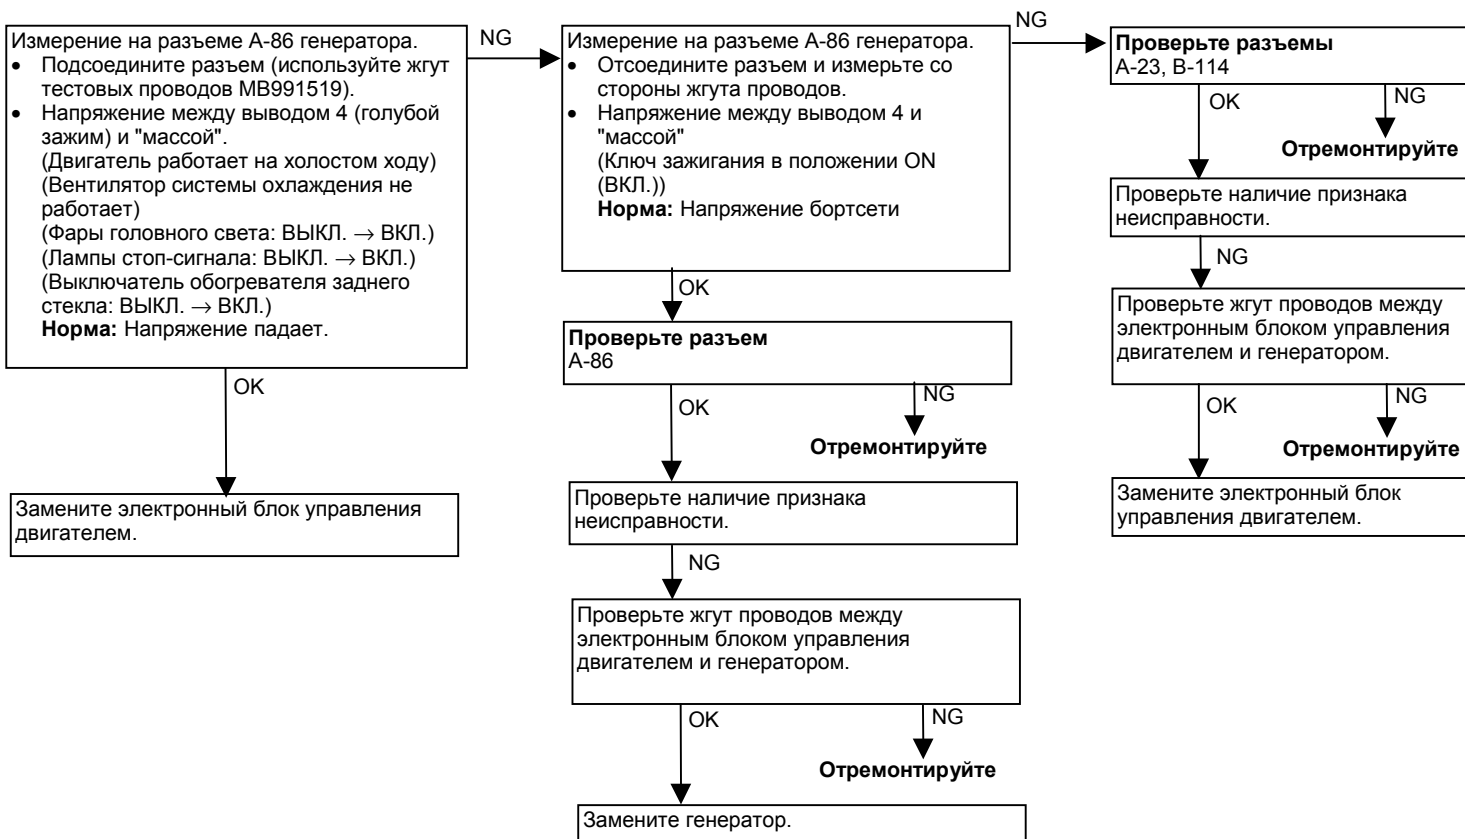 Измерение на разъеме А-86 генератора.
• Подсоедините разъем (используйте жгут
тестовых проводов MB991519).
• Напряжение между выводом 4 (голубой
зажим) и "массой".
(Двигатель работает на холостом ходу)
(Вентилятор системы охлаждения не
работает)
(Фары головного света: ВЫКЛ. → ВКЛ.)
(Лампы стоп-сигнала: ВЫКЛ. → ВКЛ.)
(Выключатель обогревателя заднего
стекла: ВЫКЛ. → ВКЛ.)
Норма: Напряжение падает.
NG
OK
Замените электронный блок управления
двигателем.
Измерение на разъеме А-86 генератора.
• Отсоедините разъем и измерьте со
стороны жгута проводов.
• Напряжение между выводом 4 и
"массой"
(Ключ зажигания в положении ON
(ВКЛ.))
Норма: Напряжение бортсети
NG
OK
Проверьте разъем
А-86
OK
NG
Отремонтируйте
Проверьте наличие признака
неисправности.
NG
Проверьте жгут проводов между
электронным блоком управления
двигателем и генератором.
OK
NG
Отремонтируйте
Замените генератор.
Проверьте разъемы
А-23, В-114
OK
NG
Отремонтируйте
Проверьте наличие признака
неисправности.
NG
Проверьте жгут проводов между
электронным блоком управления
двигателем и генератором.
OK
NG
Отремонтируйте
Замените электронный блок
управления двигателем.